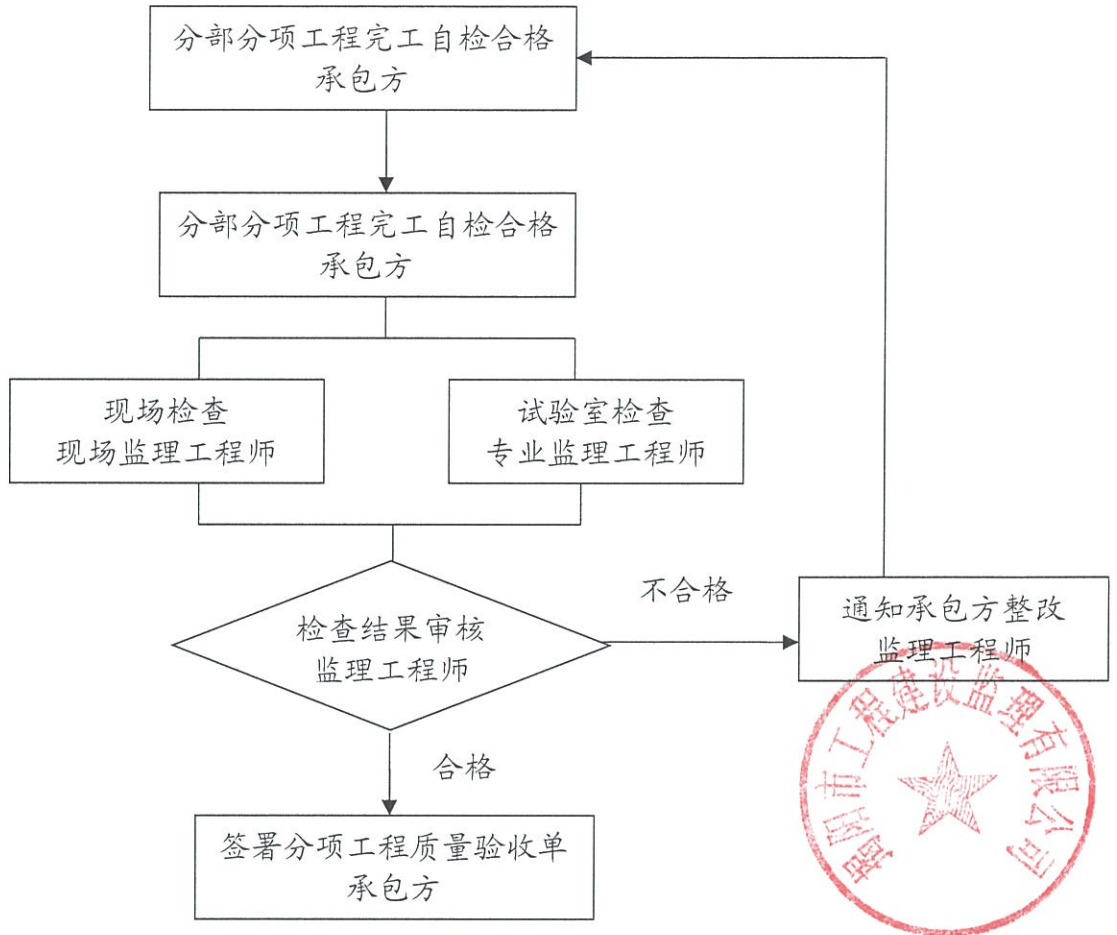 分部分项工程完工自检合格
承包方
分部分项工程完工自检合格
承包方
现场检查
现场监理工程师
试验室检查
专业监理工程师
检查结果审核
监理工程师
不合格
通知承包方整改
监理工程师
合格
签署分项工程质量验收单
承包方
揭阳市工程建设监理有限公司